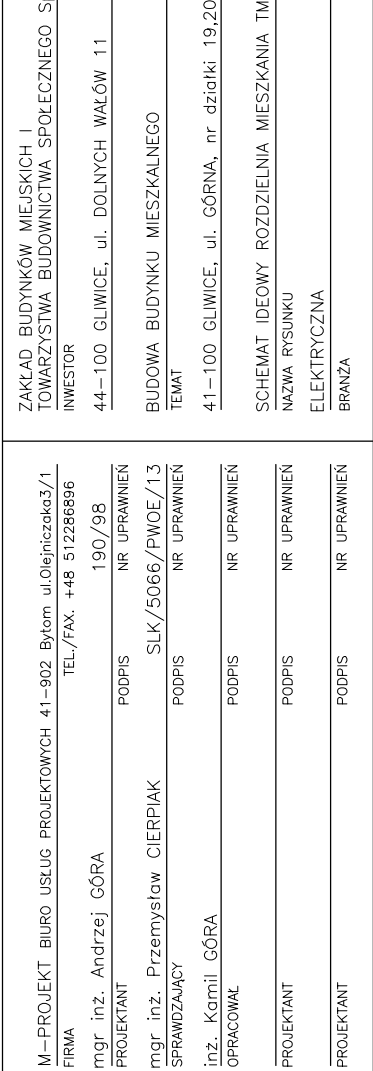 M-PROJEKT BIURO USŁUG PROJEKTOWYCH 41-902 Bytom ul.Olejniczaka3/1
FIRMA TEL./FAX. +48 512286896
mgr inż. Andrzej GÓRA 190/98
PROJEKTANT PODPIS NR UPRAWNIEŃ
mgr inż. Przemysław CIERPIAK SLK/5066/PWOE/13
SPRAWDZAJĄCY PODPIS NR UPRAWNIEŃ
inż. Kamil GÓRA
OPRACOWAŁ PODPIS NR UPRAWNIEŃ
PROJEKTANT PODPIS NR UPRAWNIEŃ
PROJEKTANT PODPIS NR UPRAWNIEŃ
ZAKŁAD BUDYNKÓW MIEJSKICH I
TOWARZYSTWA BUDOWNICTWA SPOŁECZNEGO
INWESTOR
44-100 GLIWICE, ul. DOLNYCH WAŁÓW 11
BUDOWA BUDYNKU MIESZKALNEGO
TEMAT
41-100 GLIWICE, ul. GÓRNA, nr działki 19,20
SCHEMAT IDEOWY ROZDZIELNIA MIESZKANIA TM
NAZWA RYSUNKU
ELEKTRYCZNA
BRANŻA